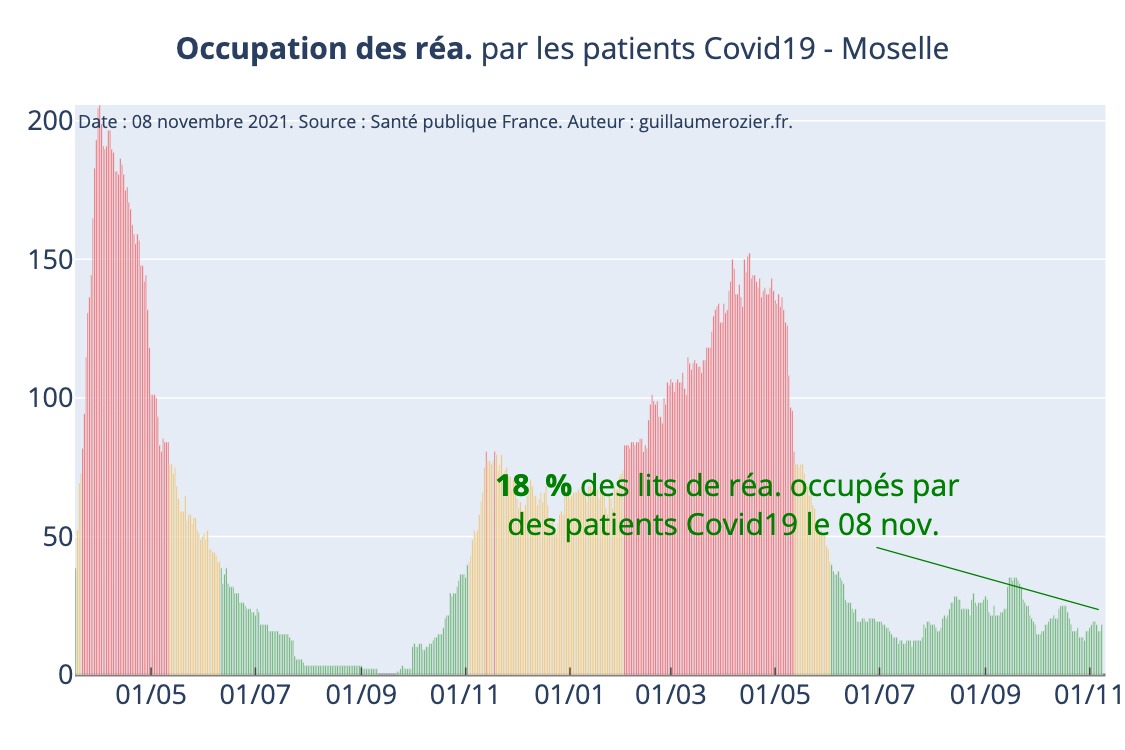 Occupation des réa. par les patients Covid19 - Moselle
200
Date : 08 novembre 2021. Source : Santé publique France. Auteur : guillaumerozier.fr.
150
100
18 % des lits de réa. occupés par
des patients Covid19 le 08 nov.
50
0
01/05 01/07 01/09 01/11 01/01 01/03 01/05 01/07 01/09 01/11